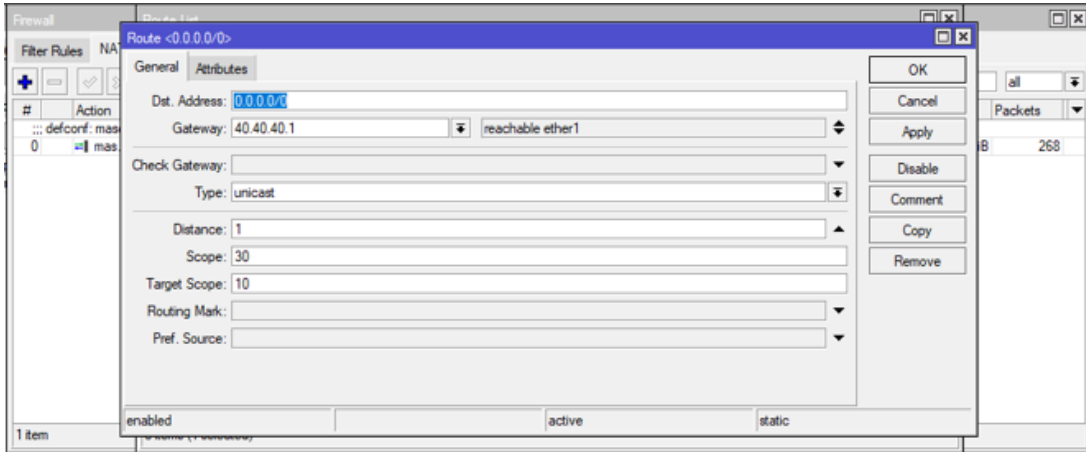 Firewall
Route List
Route <0.0.0.0/0>
Filter Rules NA
General Attributes
OK
all
Dst. Address: 0.0.0.0/0
Cancel
# Action
Packets
Gateway: 40.40.40.1 reachable ether1
Apply
;;; defconf: mas
0 mas. iB 268
Check Gateway:
Disable
Type: unicast
Comment
Distance: 1
Copy
Scope: 30
Remove
Target Scope: 10
Routing Mark:
Pref. Source:
enabled active static
1 item